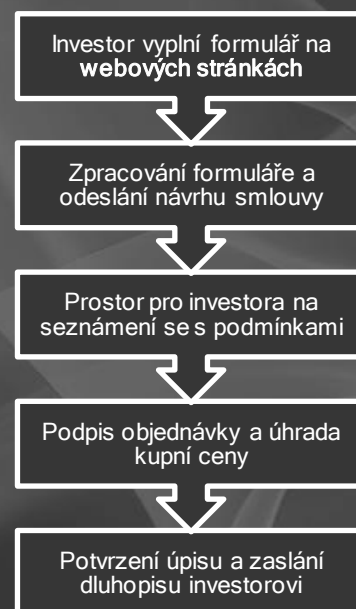 Investor vyplní formulář na
webových stránkách
Zpracování formuláře a
odeslání návrhu smlouvy
Prostor pro investora na
seznámení se s podmínkami
Podpis objednávky a úhrada
kupní ceny
Potvrzení úpisu a zaslání
dluhopisu investorovi